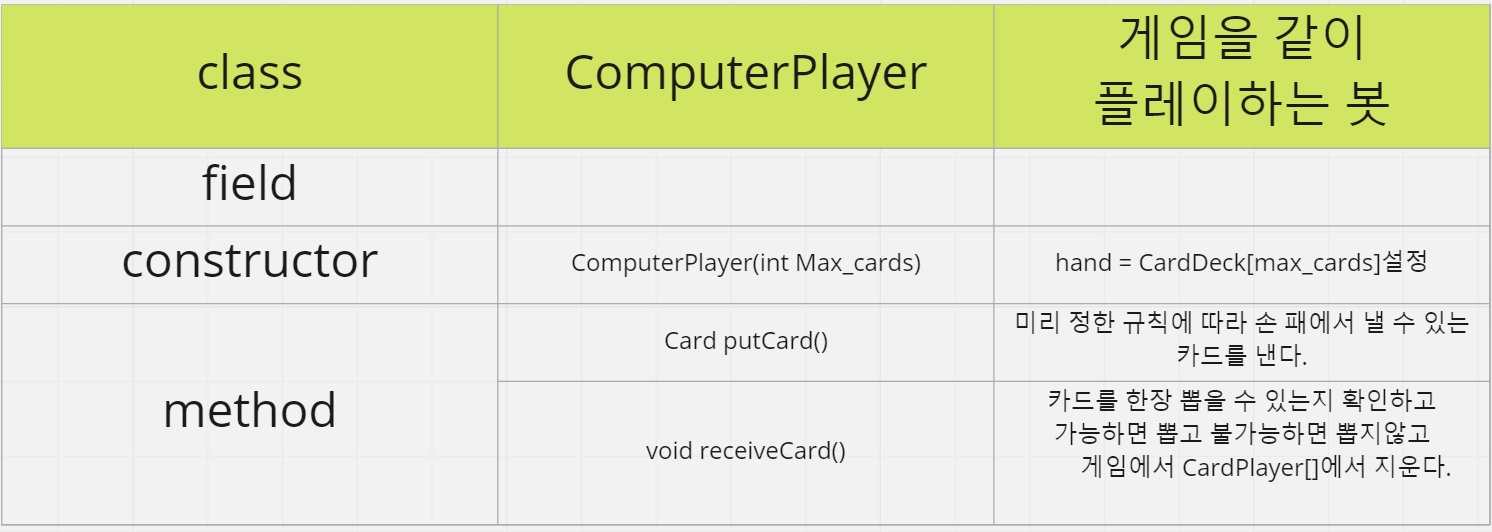 class
ComputerPlayer
게임을 같이
플레이하는 봇
field
constructor
ComputerPlayer(int Max_cards)
hand = CardDeck[max_cards]설정
method
Card putCard()
미리 정한 규칙에 따라 손 패에서 낼 수 있는
카드를 낸다.
void receiveCard()
카드를 한장 뽑을 수 있는지 확인하고
가능하면 뽑고 불가능하면 뽑지않고
게임에서 CardPlayer[]에서 지운다.